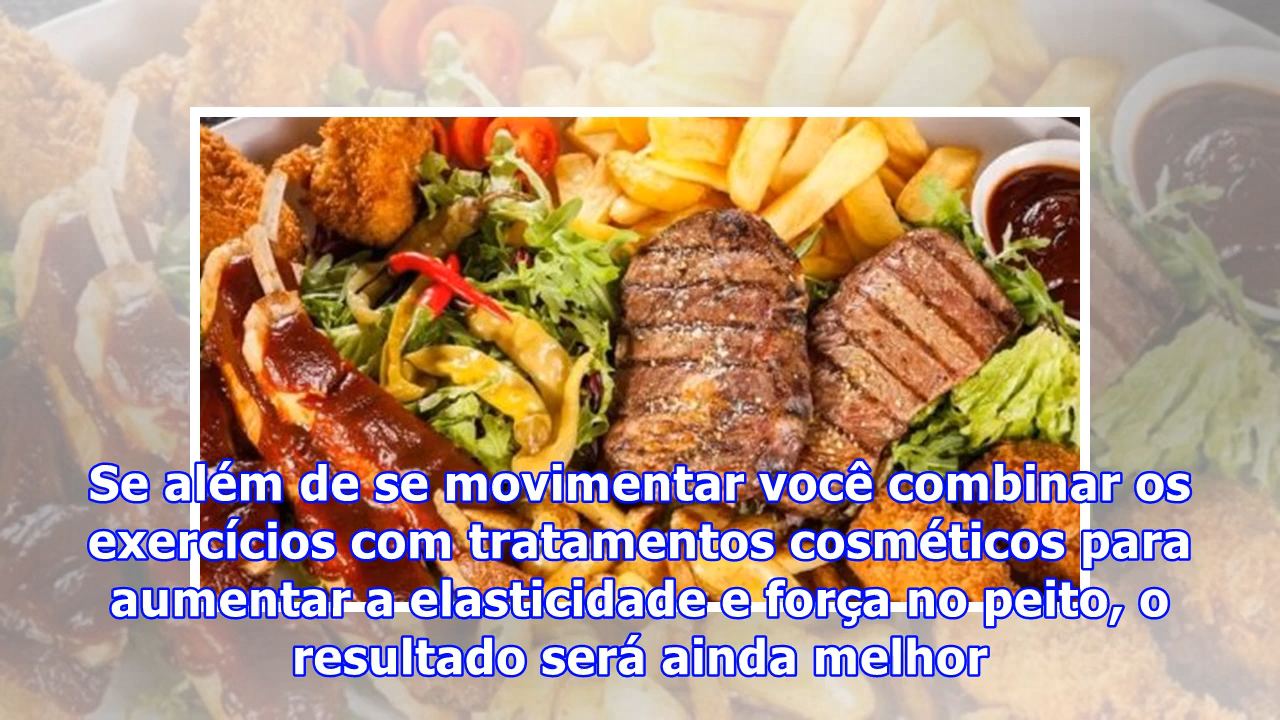 Se além de se movimentar você combinar os
exercícios com tratamentos cosméticos para
aumentar a elasticidade e força no peito, o
resultado será ainda melhor